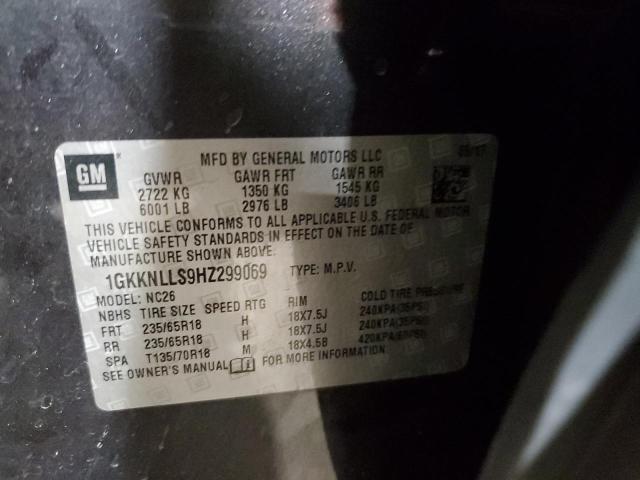 GM
MFD BY GENERAL MOTORS LLC
GVWR GAWR FRT GAWR RR
2722 KG 1350 KG 1545 KG
6001 LB 2976 LB 3406 LB
THIS VEHICLE CONFORMS TO ALL APPLICABLE U.S. FEDERAL MOTOR
VEHICLE SAFETY STANDARDS IN EFFECT ON THE DATE OF
MANUFACTURE SHOWN ABOVE.
1GKKNLLS9HZ299069 TYPE: M.P.V.
MODEL: NC26
NBHS TIRE SIZE SPEED RTG RIM COLD TIRE PRESSURE
FRT 235/65R18 H 18X7.5J 240KPA(35PSI)
RR 235/65R18 H 18X7.5J 240KPA(35PSI)
SPA T135/70R18 M 18X4.5B 420KPA(60PSI)
SEE OWNER'S MANUAL FOR MORE INFORMATION.